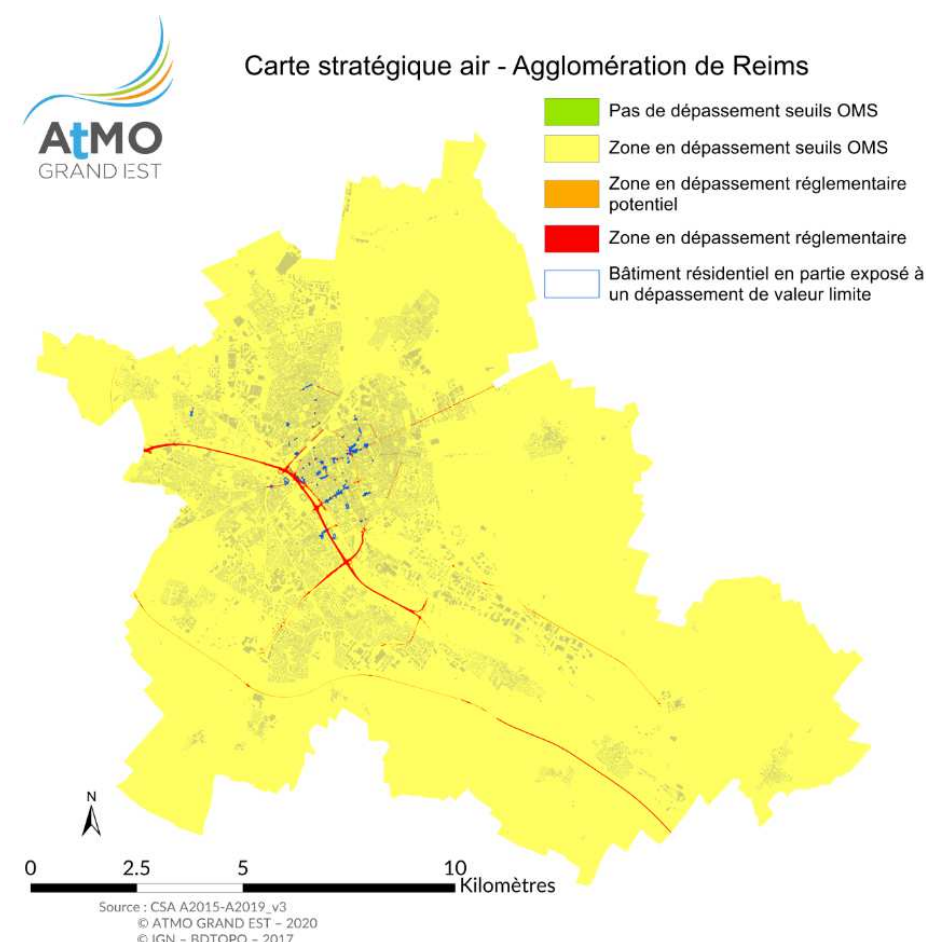 Carte stratégique air - Agglomération de Reims
AtMO
GRAND EST
Pas de dépassement seuils OMS
Zone en dépassement seuils OMS
Zone en dépassement réglementaire
potentiel
Zone en dépassement réglementaire
Bâtiment résidentiel en partie exposé à
un dépassement de valeur limite
N
0 2.5 5 10
Kilomètres
Source : CSA A2015-A2019_v3
© ATMO GRAND EST - 2020
© IGN - BDTOPO - 2017